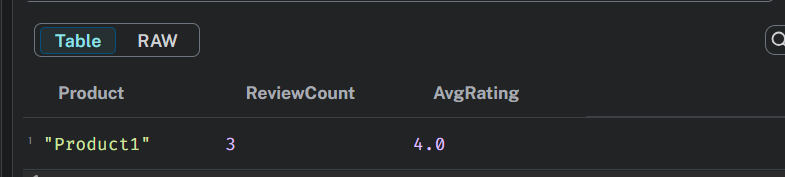 Table RAW
Product ReviewCount AvgRating
1 "Product1" 3 4.0